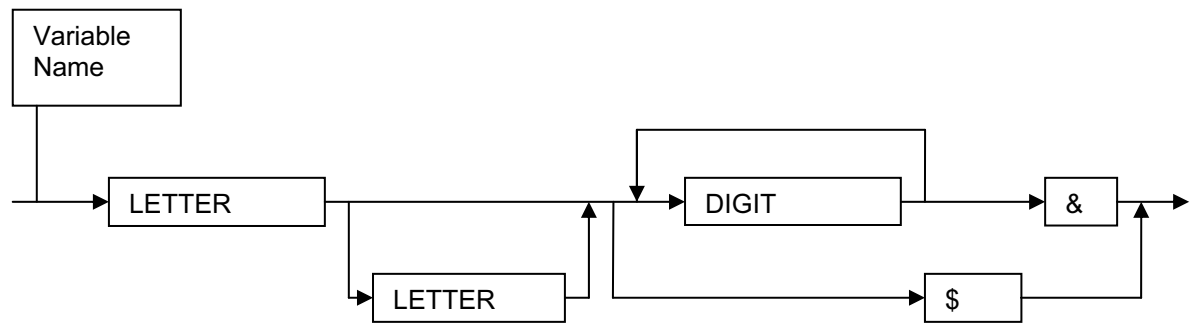 Variable
Name
LETTER
DIGIT
&
LETTER
$